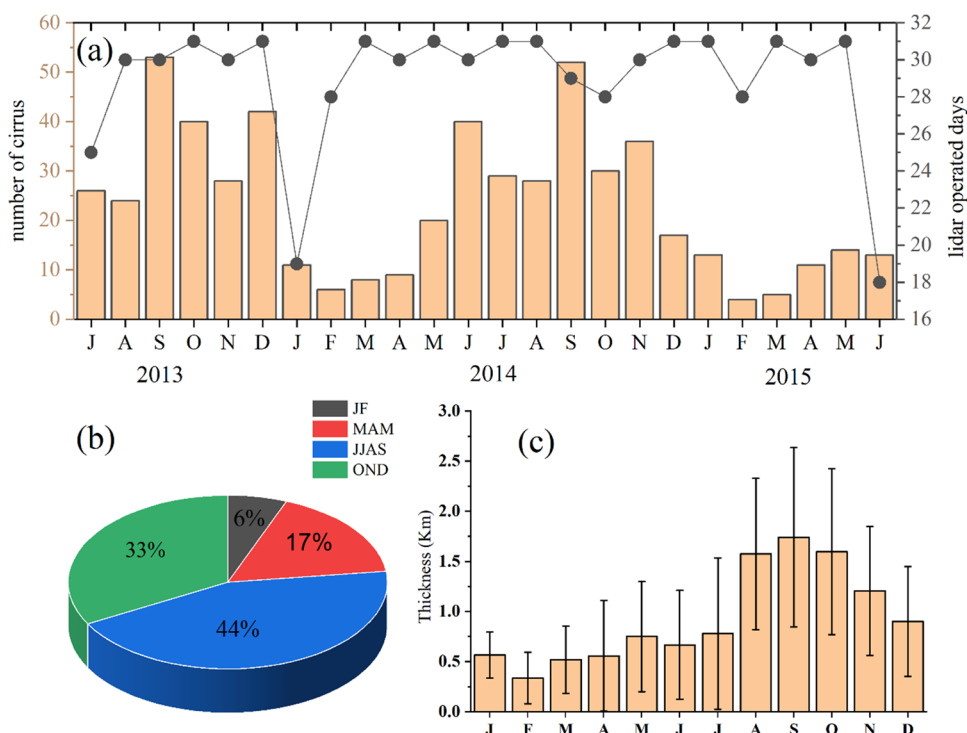 (a)
number of cirrus
60
50
40
30
20
10
0
lidar operated days
32
30
28
26
24
22
20
18
16
J A S O N D J F M A M J J A S O N D J F M A M J
2013 2014 2015
(b)
JF
MAM
JJAS
OND
6%
17%
33%
44%
(c)
Thickness (Km)
3.0
2.5
2.0
1.5
1.0
0.5
0.0
J F M A M J J A S O N D